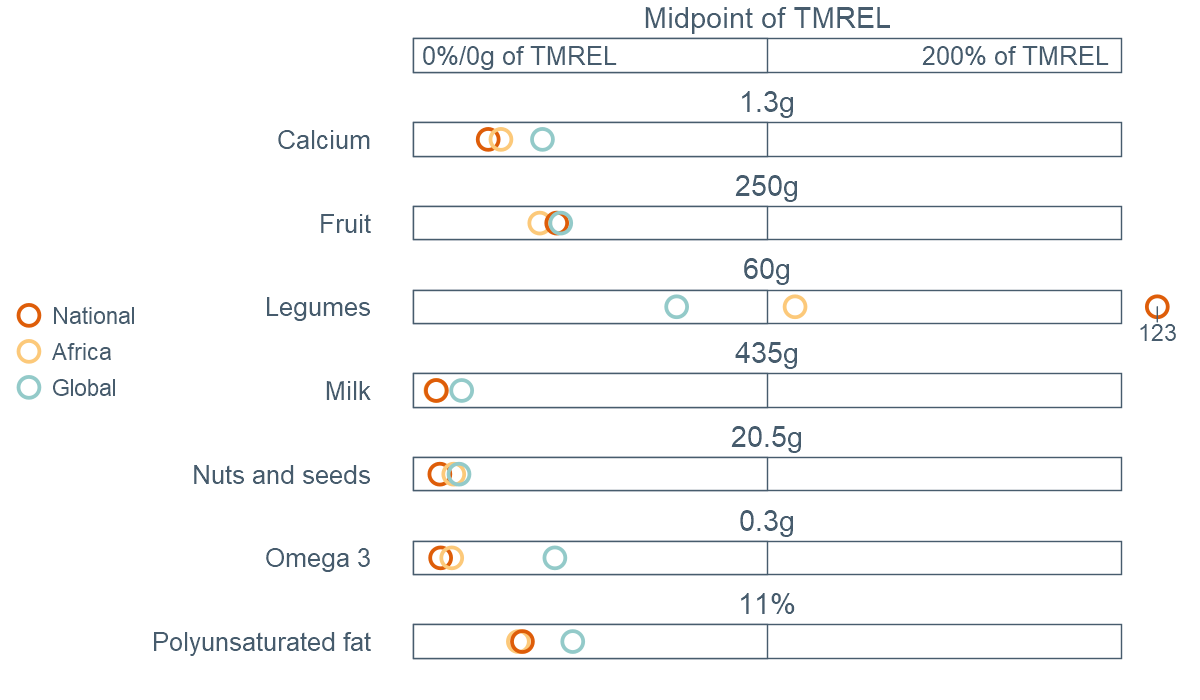 Midpoint of TMREL
0%/0g of TMREL
200% of TMREL
1.3g
Calcium
250g
Fruit
60g
Legumes
123
435g
Milk
20.5g
Nuts and seeds
0.3g
Omega 3
11%
Polyunsaturated fat
National
Africa
Global